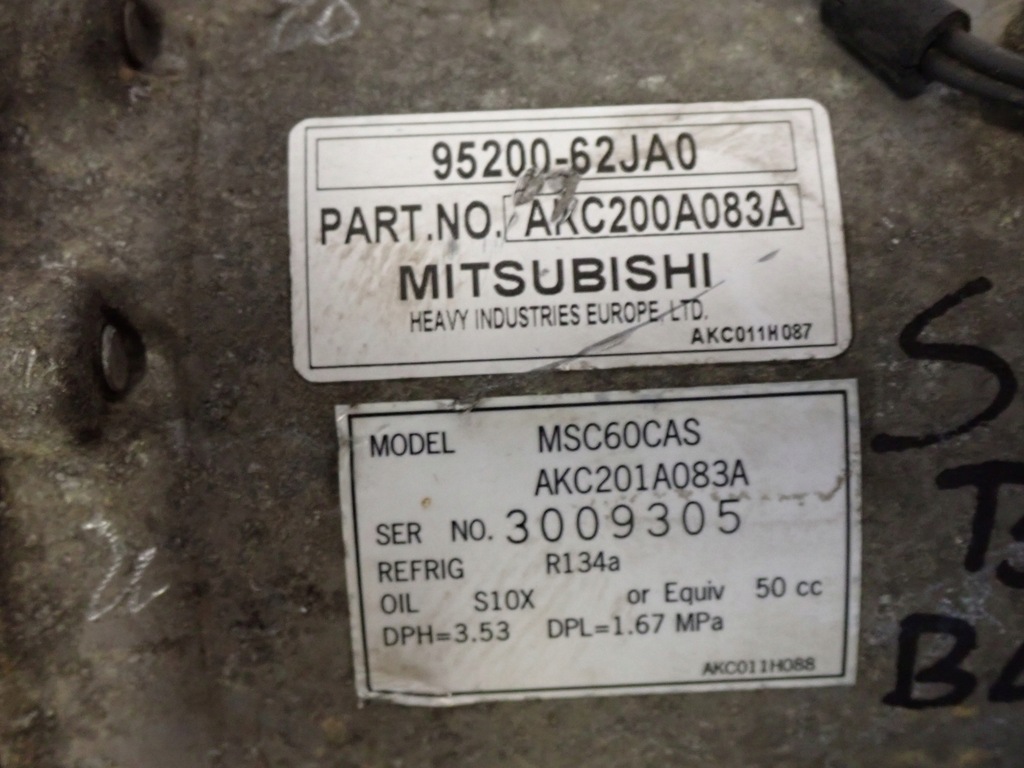 95200-62JA0
PART.NO. AKC200A083A
MITSUBISHI
HEAVY INDUSTRIES EUROPE, LTD.
AKC011H087
MODEL MSC60CAS
AKC201A083A
SER NO. 3009305
REFRIG R134a
OIL S10X or Equiv 50 cc
DPH=3.53 DPL=1.67 MPa
AKC011H088